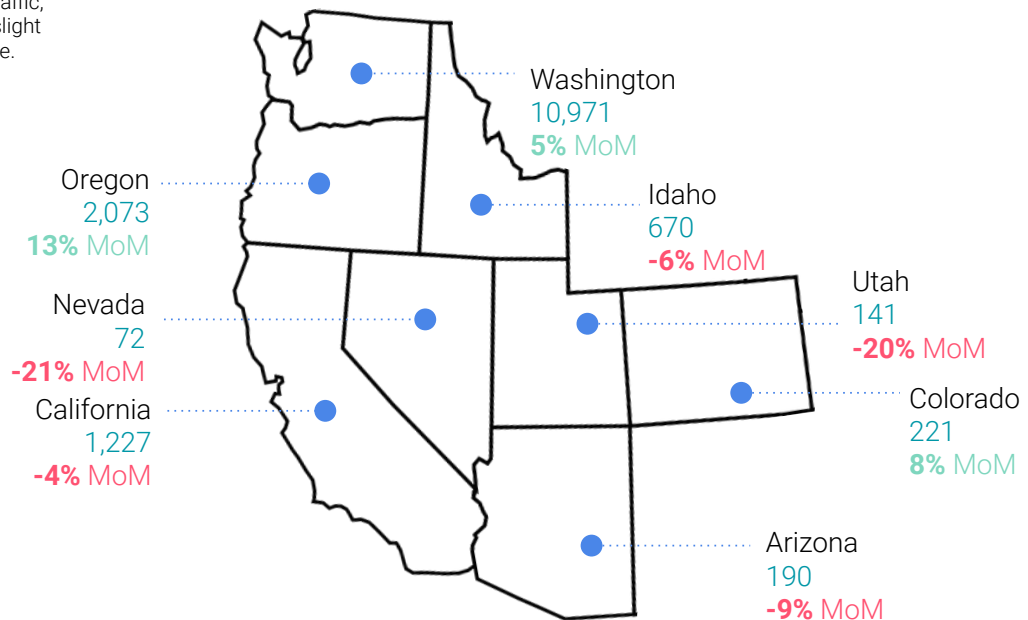 slight
Washington
10,971
5% MoM
Oregon
2,073
13% MoM
Idaho
670
-6% MoM
Nevada
72
-21% MoM
Utah
141
-20% MoM
California
1,227
-4% MoM
Colorado
221
8% MoM
Arizona
190
-9% MoM